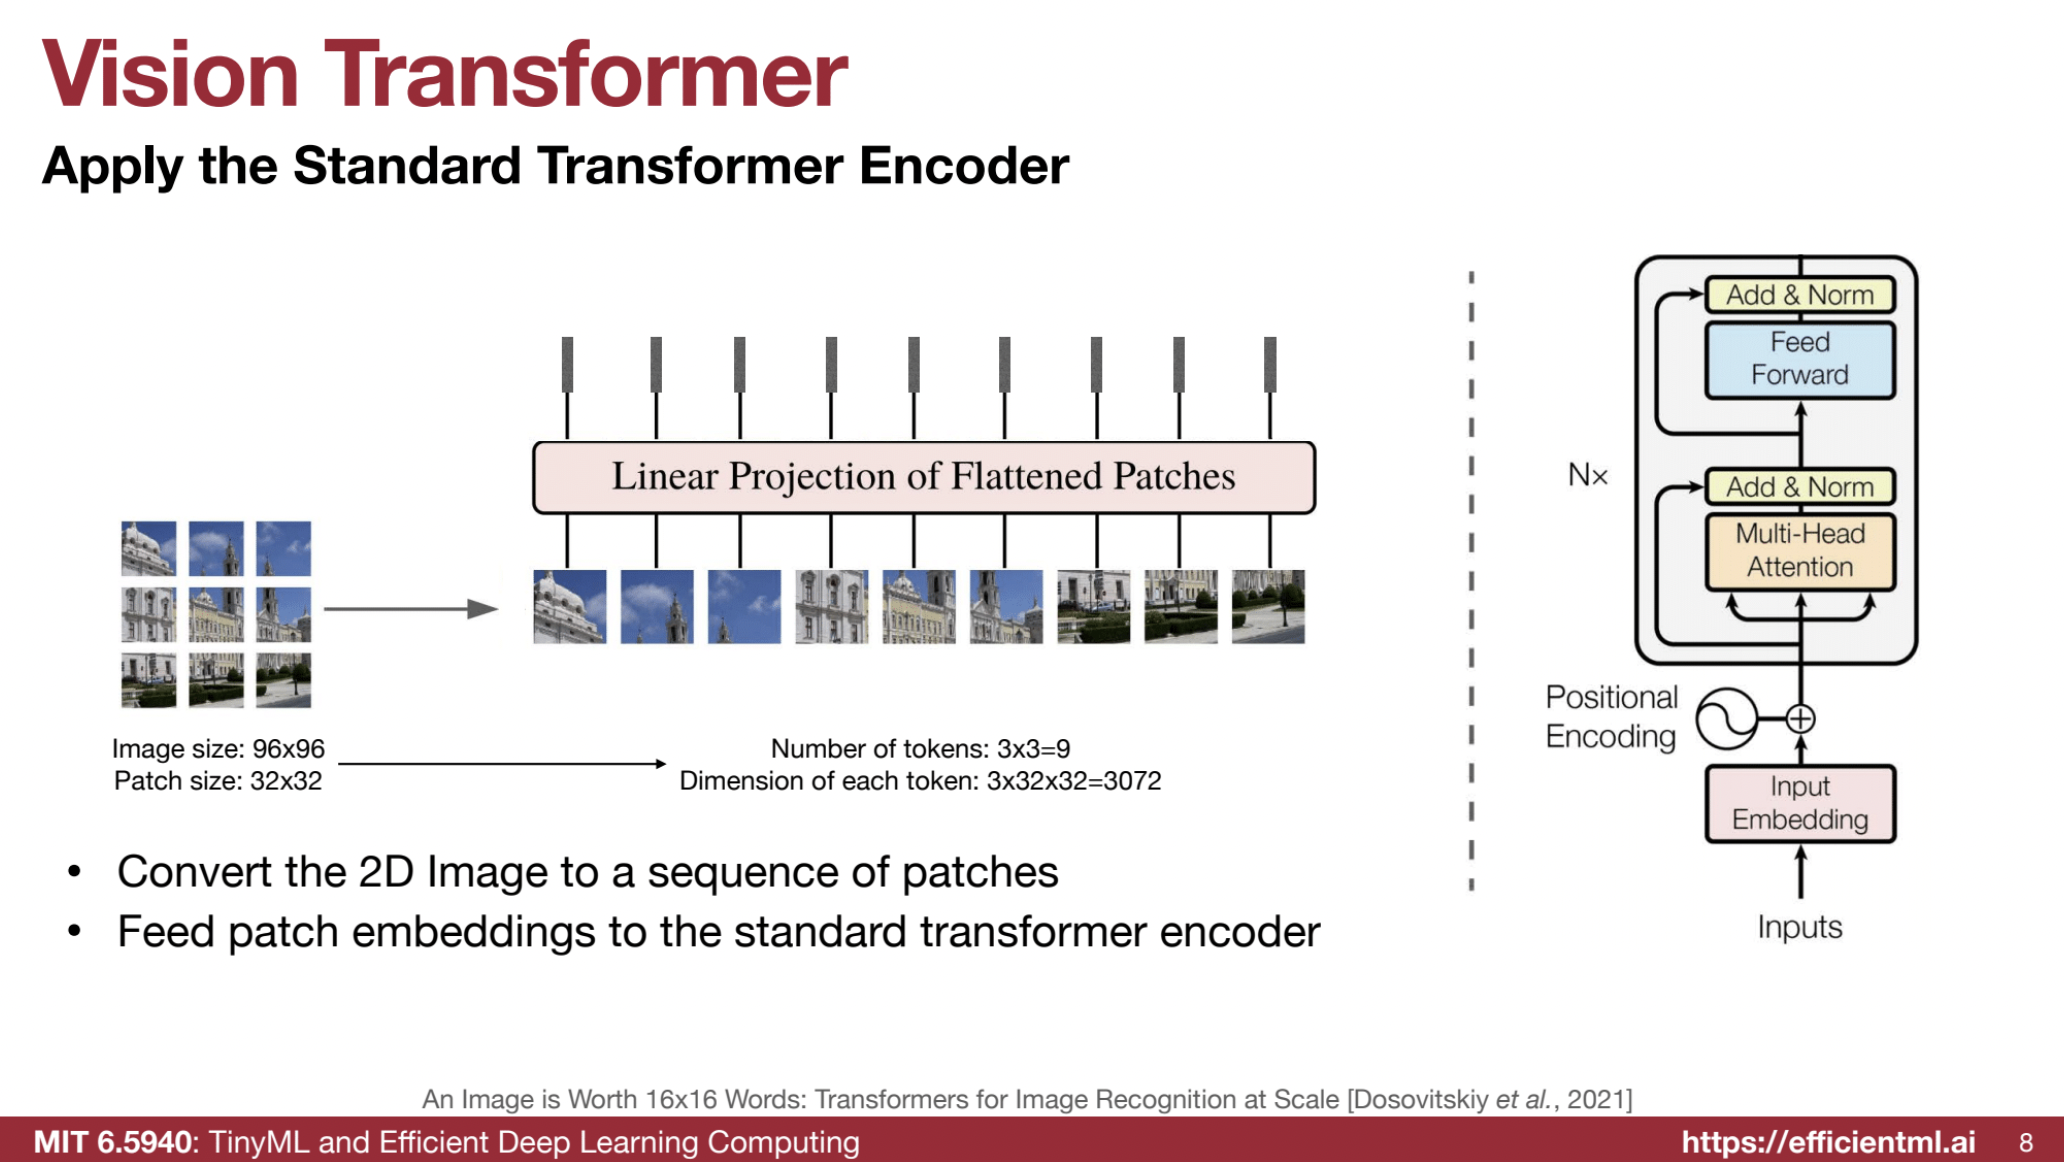 Vision Transformer
Apply the Standard Transformer Encoder
Linear Projection of Flattened Patches
Image size: 96x96
Patch size: 32x32
Number of tokens: 3x3=9
Dimension of each token: 3x32x32=3072
• Convert the 2D Image to a sequence of patches
• Feed patch embeddings to the standard transformer encoder
Add & Norm
Feed
Forward
N×
Add & Norm
Multi-Head
Attention
Positional
Encoding
Input
Embedding
Inputs
An Image is Worth 16x16 Words: Transformers for Image Recognition at Scale [Dosovitskiy et al., 2021]
MIT 6.5940: TinyML and Efficient Deep Learning Computing
https://efficientml.ai
8